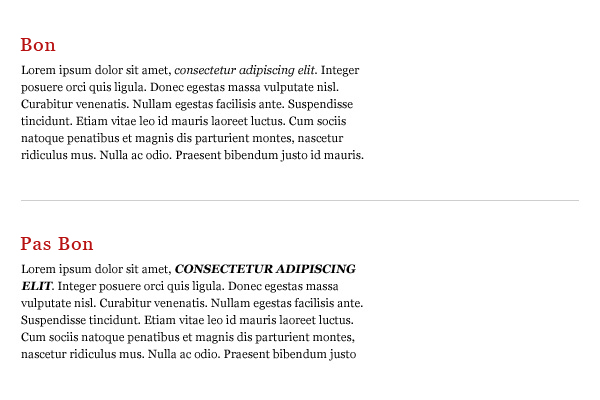 Bon
Lorem ipsum dolor sit amet, consectetur adipiscing elit. Integer
posuere orci quis ligula. Donec egestas massa vulputate nisl.
Curabitur venenatis. Nullam egestas facilisis ante. Suspendisse
tincidunt. Etiam vitae leo id mauris laoreet luctus. Cum sociis
natoque penatibus et magnis dis parturient montes, nascetur
ridiculus mus. Nulla ac odio. Praesent bibendum justo id mauris.
Pas Bon
Lorem ipsum dolor sit amet, CONSECTETUR ADIPISCING
ELIT. Integer posuere orci quis ligula. Donec egestas massa
vulputate nisl. Curabitur venenatis. Nullam egestas facilisis ante.
Suspendisse tincidunt. Etiam vitae leo id mauris laoreet luctus.
Cum sociis natoque penatibus et magnis dis parturient montes,
nascetur ridiculus mus. Nulla ac odio. Praesent bibendum justo